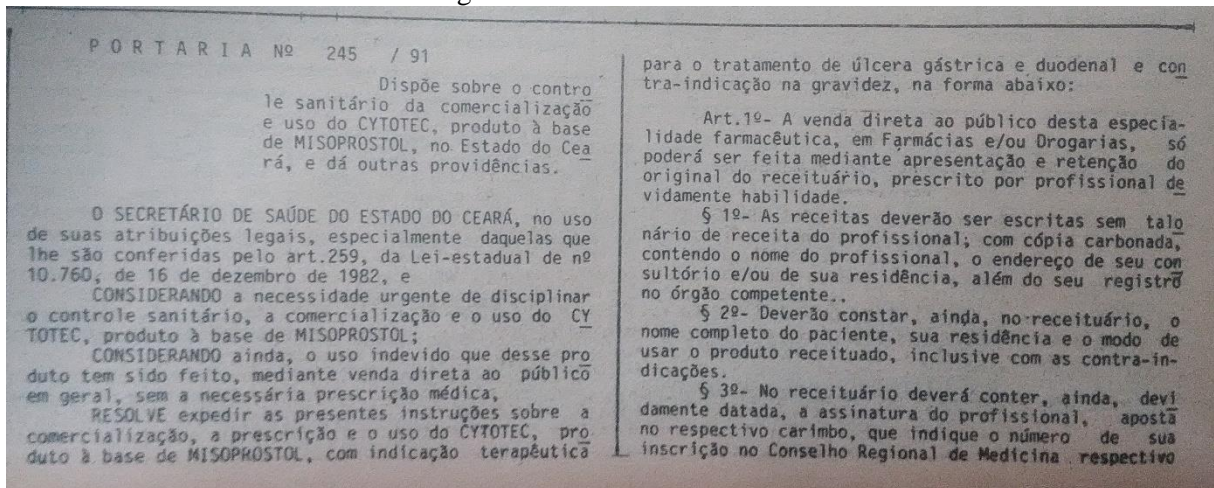 P O R T A R I A Nº 245 / 91
Dispõe sobre o contro
le sanitário da comercialização
e uso do CYTOTEC, produto à base
de MISOPROSTOL, no Estado do Cea
rá, e dá outras providências.
O SECRETÁRIO DE SAÚDE DO ESTADO DO CEARÁ, no uso
de suas atribuições legais, especialmente daquelas que
lhe são conferidas pelo art.259, da Lei-estadual de nº
10.760, de 16 de dezembro de 1982, e
CONSIDERANDO a necessidade urgente de disciplinar
o controle sanitário, a comercialização e o uso do CY
TOTEC, produto à base de MISOPROSTOL;
CONSIDERANDO ainda, o uso indevido que desse pro
duto tem sido feito, mediante venda direta ao público
em geral, sem a necessária prescrição médica,
RESOLVE expedir as presentes instruções sobre a
comercialização, a prescrição e o uso do CYTOTEC, pro
duto à base de MISOPROSTOL, com indicação terapêutica
para o tratamento de úlcera gástrica e duodenal e con
tra-indicação na gravidez, na forma abaixo:
Art.1º- A venda direta ao público desta especia-
lidade farmacêutica, em Farmácias e/ou Drogarias, só
poderá ser feita mediante apresentação e retenção do
original do receituário, prescrito por profissional de
vidamente habilidade.
§ 1º- As receitas deverão ser escritas sem talo
nário de receita do profissional; com cópia carbonada,
contendo o nome do profissional, o endereço de seu con
sultório e/ou de sua residência, além do seu registro
no órgão competente..
§ 2º- Deverão constar, ainda, no receituário, o
nome completo do paciente, sua residência e o modo de
usar o produto receituado, inclusive com as contra-in-
dicações.
§ 3º- No receituário deverá conter, ainda, devi
damente datada, a assinatura do profissional, aposta
no respectivo carimbo, que indique o número de sua
inscrição no Conselho Regional de Medicina respectivo